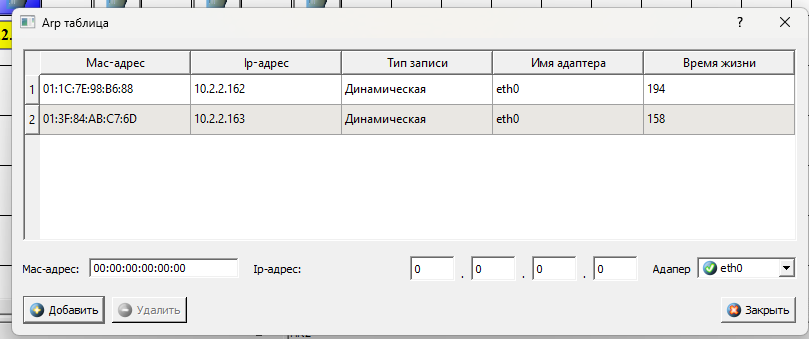 2.
Arp таблица
Mac-адрес Ip-адрес Тип записи Имя адаптера Время жизни
1 01:1C:7E:98:B6:88 10.2.2.162 Динамическая eth0 194
2 01:3F:84:AB:C7:6D 10.2.2.163 Динамическая eth0 158
Mac-адрес: 00:00:00:00:00:00 Ip-адрес: 0 . 0 . 0 . 0 Адапер eth0
Добавить Удалить Закрыть